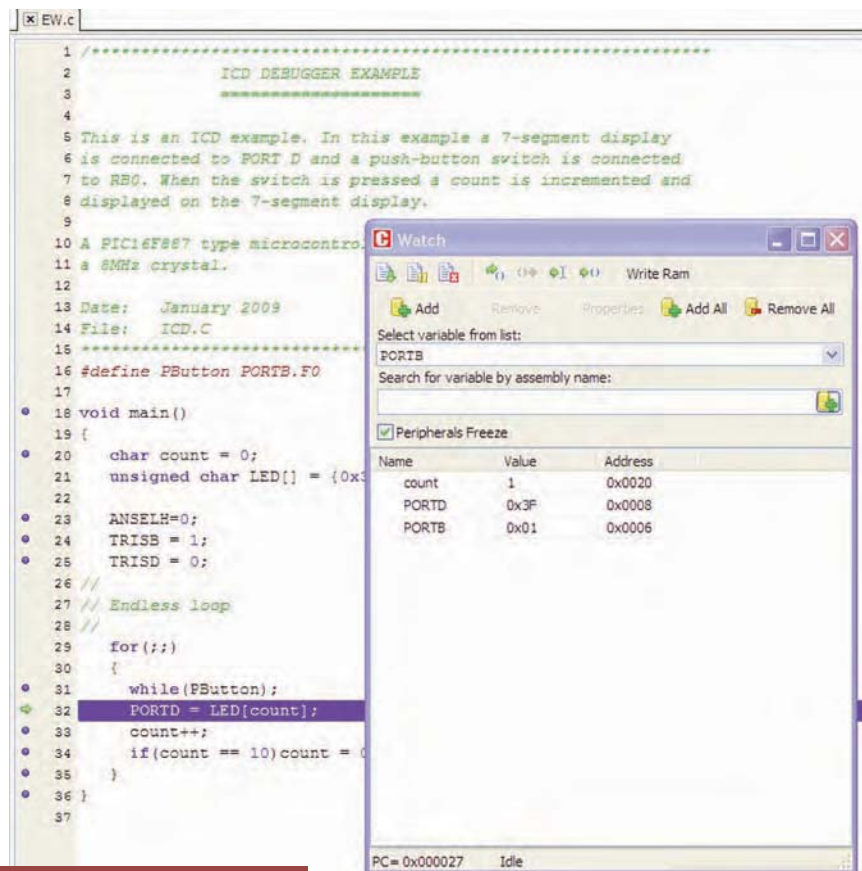 EW.c
1 /**************************************************************
2 ICD DEBUGGER EXAMPLE
3 ====================
4
5 This is an ICD example. In this example a 7-segment display
6 is connected to PORT D and a push-button switch is connected
7 to RB0. When the switch is pressed a count is incremented and
8 displayed on the 7-segment display.
9
10 A PIC16F887 type microcontro
11 a 8MHz crystal.
12
13 Date: January 2009
14 File: ICD.C
15 *****************************
16 #define PButton PORTB.F0
17
18 void main()
19 {
20 char count = 0;
21 unsigned char LED[] = {0x3
22
23 ANSELH=0;
24 TRISB = 1;
25 TRISD = 0;
26 //
27 // Endless loop
28 //
29 for(;;)
30 {
31 while(PButton);
32 PORTD = LED[count];
33 count++;
34 if(count == 10)count = 0
35 }
36 }
37
Watch
Write Ram
Add Remove Properties Add All Remove All
Select variable from list:
PORTB
Search for variable by assembly name:
Peripherals Freeze
Name Value Address
count 1 0x0020
PORTD 0x3F 0x0008
PORTB 0x01 0x0006
PC= 0x000027 Idle